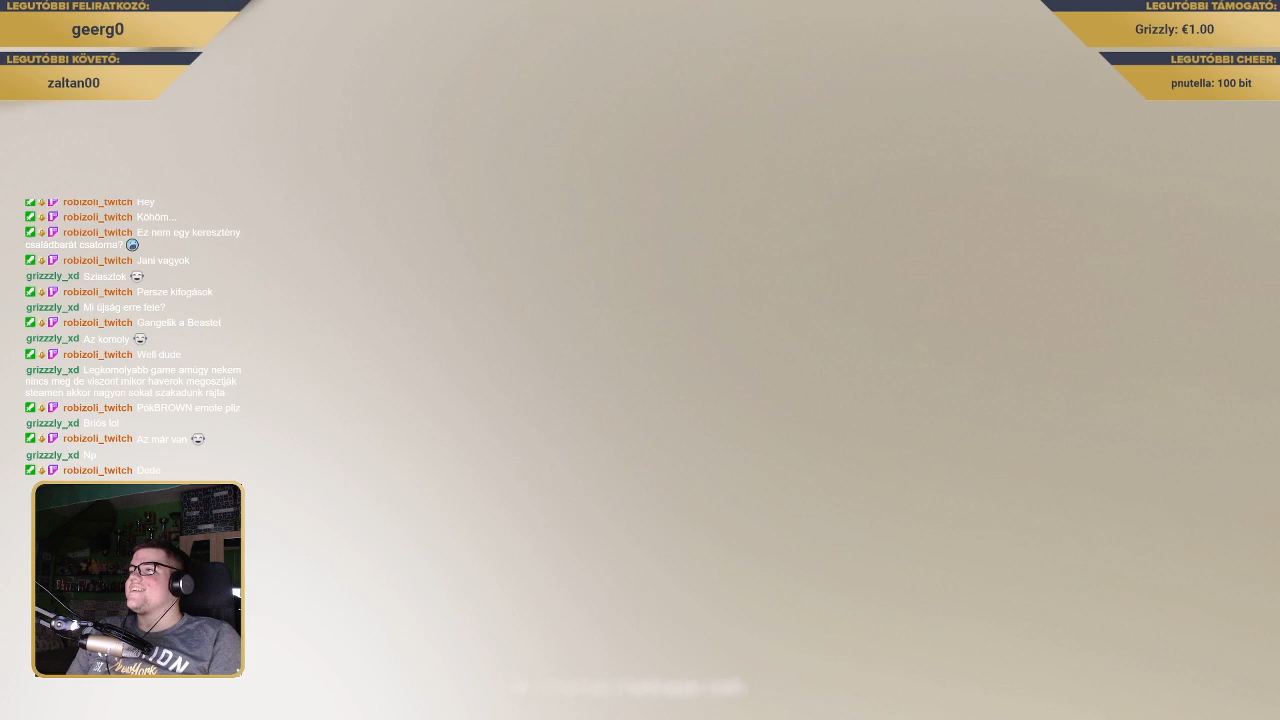 LEGUTÓBBI FELIRATKOZÓ:
geerg0
LEGUTÓBBI KÖVETŐ:
zaltan00
LEGUTÓBBI TÁMOGATÓ:
Grizzly: €1.00
LEGUTÓBBI CHEER:
pnutella: 100 bit
robizoli_twitch Hey
robizoli_twitch Köhöm...
robizoli_twitch Ez nem egy keresztény
családbarát csatorna?
robizoli_twitch Jani vagyok
grizzzly_xd Sziasztok
robizoli_twitch Persze kifogások
grizzzly_xd Mi újság erre fele?
robizoli_twitch Gangelik a Beastet
grizzzly_xd Az komoly
robizoli_twitch Well dude
grizzzly_xd Legkomolyabb game amúgy nekem
nincs meg de viszont mikor haverok megosztják
steamen akkor nagyon sokat szakadunk rajta
robizoli_twitch PókBROWN emote pliz
grizzzly_xd Briós lol
robizoli_twitch Az már van
grizzzly_xd Np
robizoli_twitch Dede
NewYork